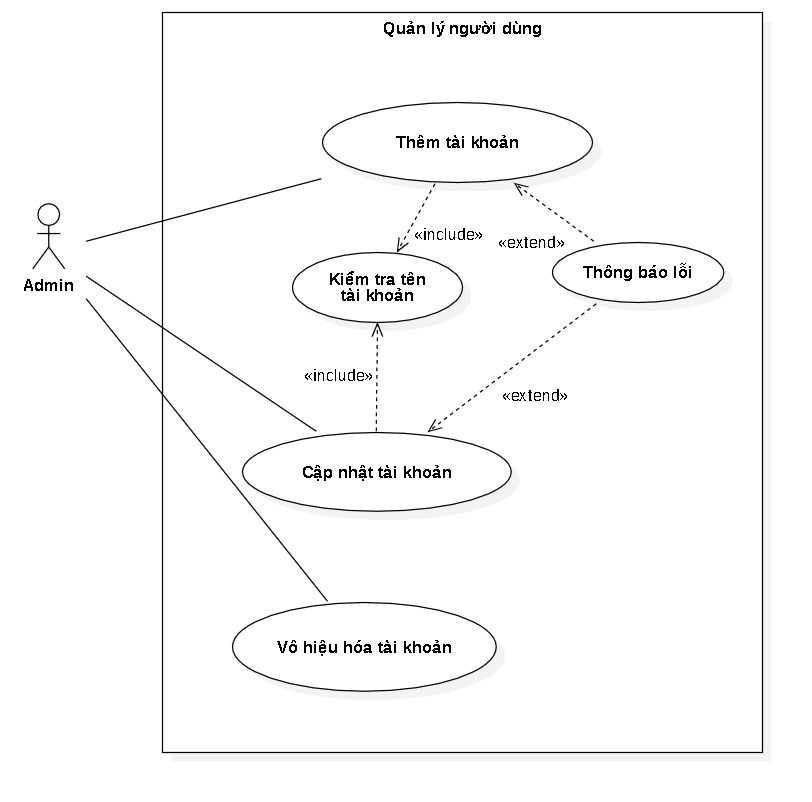 Quản lý người dùng
Thêm tài khoản
«include»
«extend»
Kiểm tra tên
tài khoản
Thông báo lỗi
Admin
«include»
«extend»
Cập nhật tài khoản
Vô hiệu hóa tài khoản